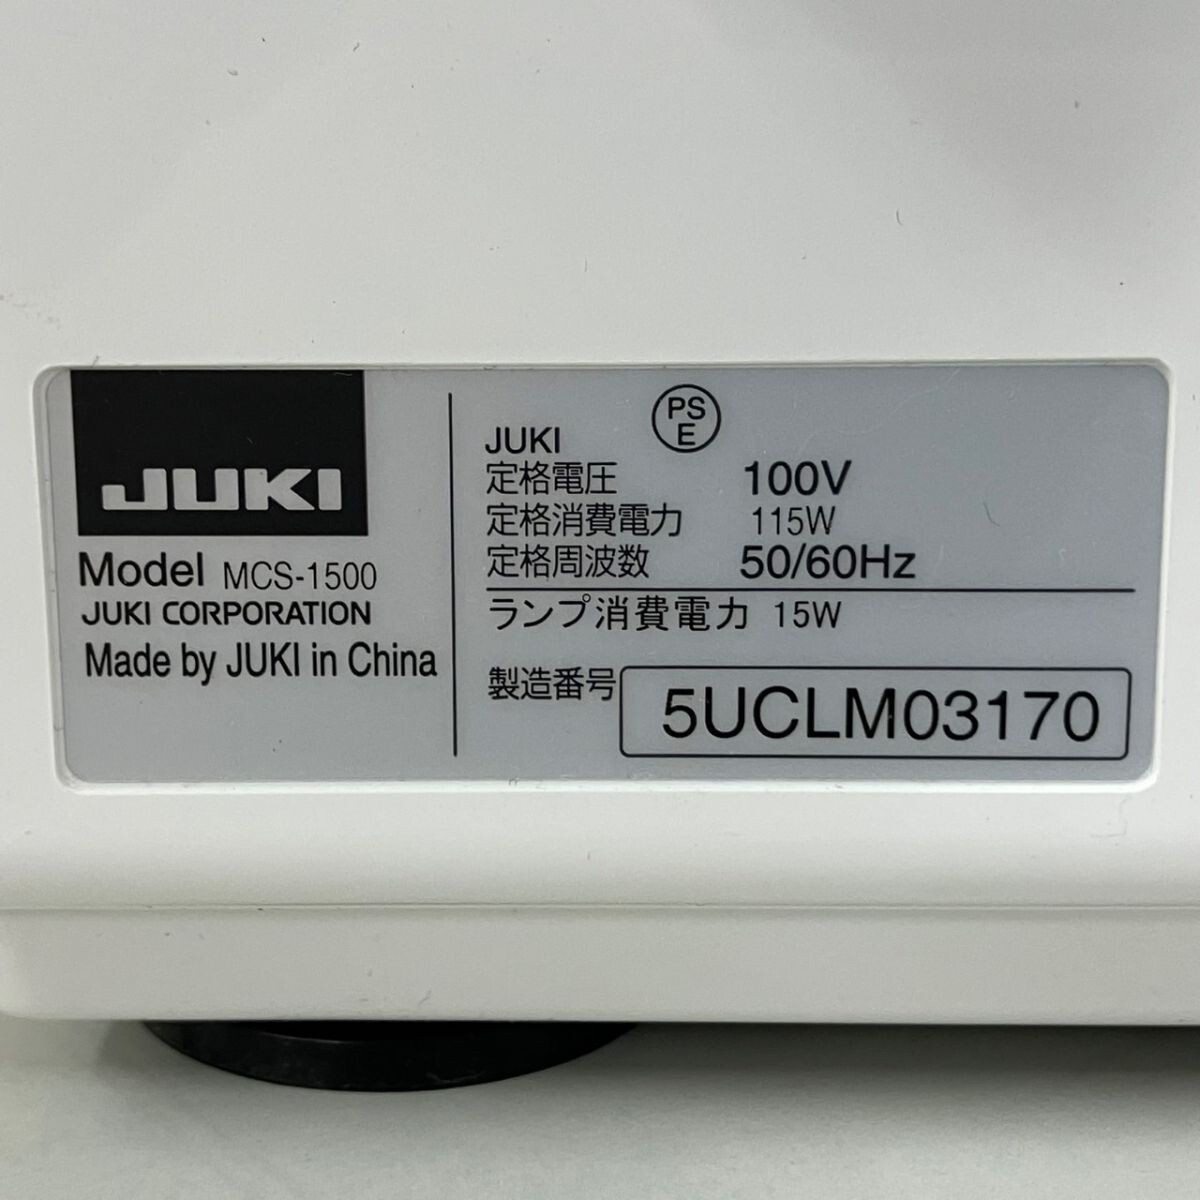 JUKI
Model MCS-1500
JUKI CORPORATION
Made by JUKI in China
PS
E
JUKI
定格電圧 100V
定格消費電力 115W
定格周波数 50/60Hz
ランプ消費電力 15W
製造番号 5UCLM03170